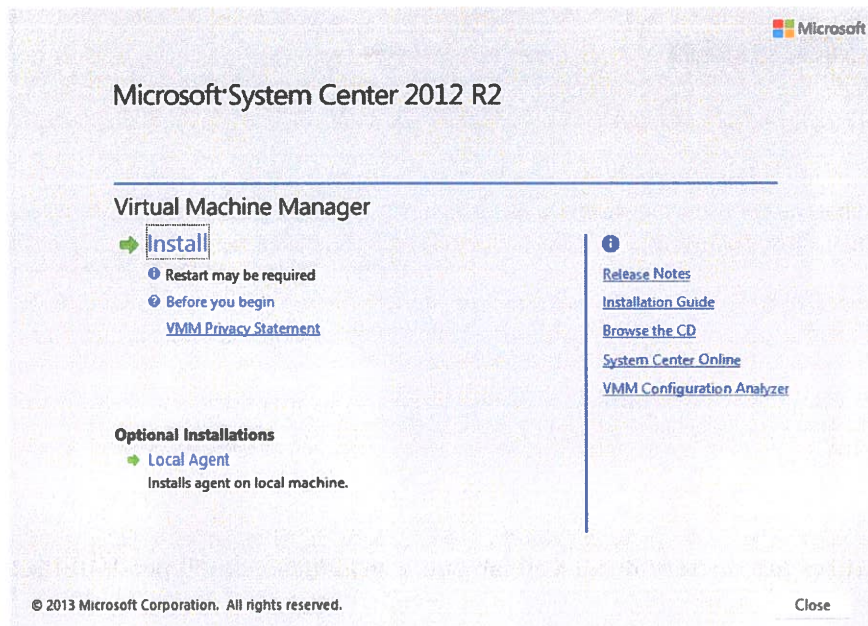 Microsoft
Microsoft System Center 2012 R2
Virtual Machine Manager
Install
Restart may be required
Before you begin
VMM Privacy Statement
Release Notes
Installation Guide
Browse the CD
System Center Online
VMM Configuration Analyzer
Optional Installations
Local Agent
Installs agent on local machine.
© 2013 Microsoft Corporation. All rights reserved.
Close